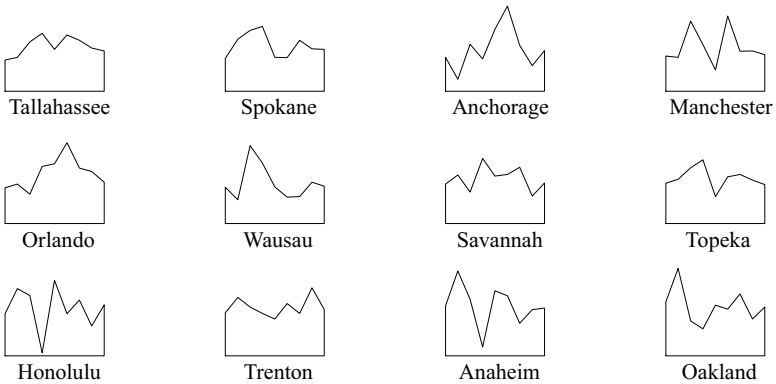 Tallahassee Spokane Anchorage Manchester
Orlando Wausau Savannah Topeka
Honolulu Trenton Anaheim Oakland